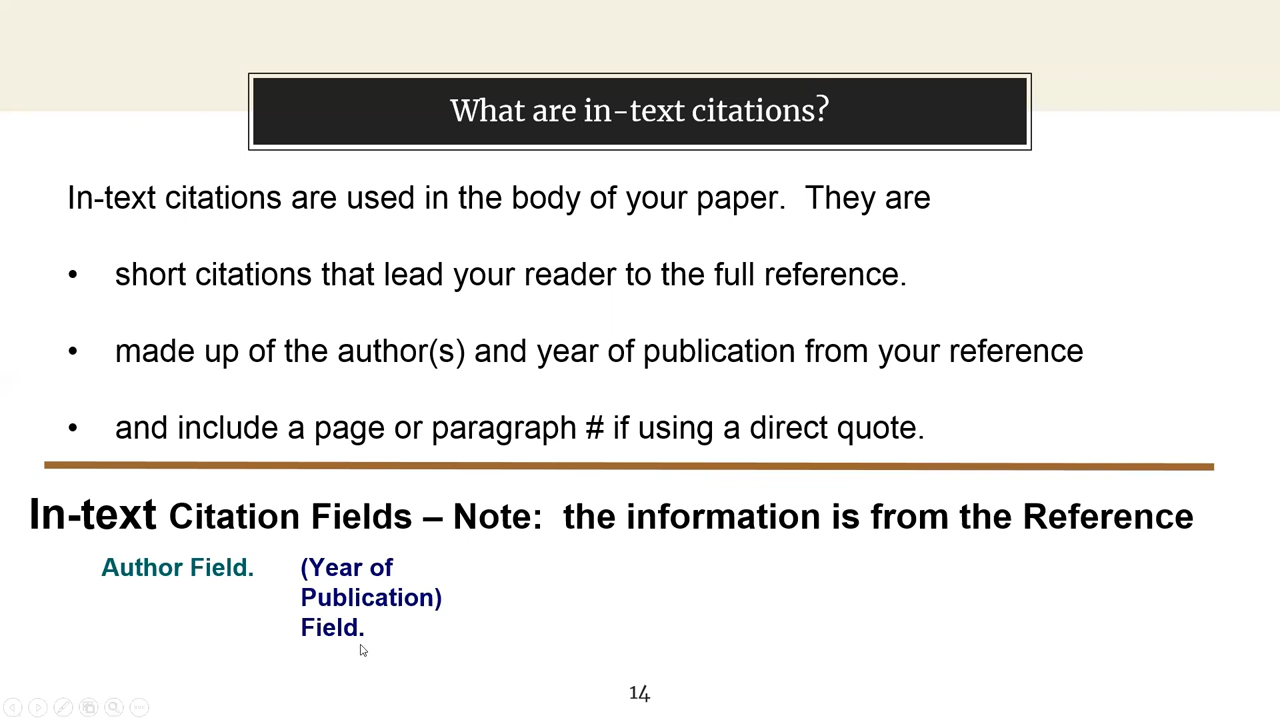 What are in-text citations?
In-text citations are used in the body of your paper.  They are
• short citations that lead your reader to the full reference.
• made up of the author(s) and year of publication from your reference
• and include a page or paragraph # if using a direct quote.
In-text Citation Fields – Note:  the information is from the Reference
Author Field.
(Year of
Publication)
Field.
14